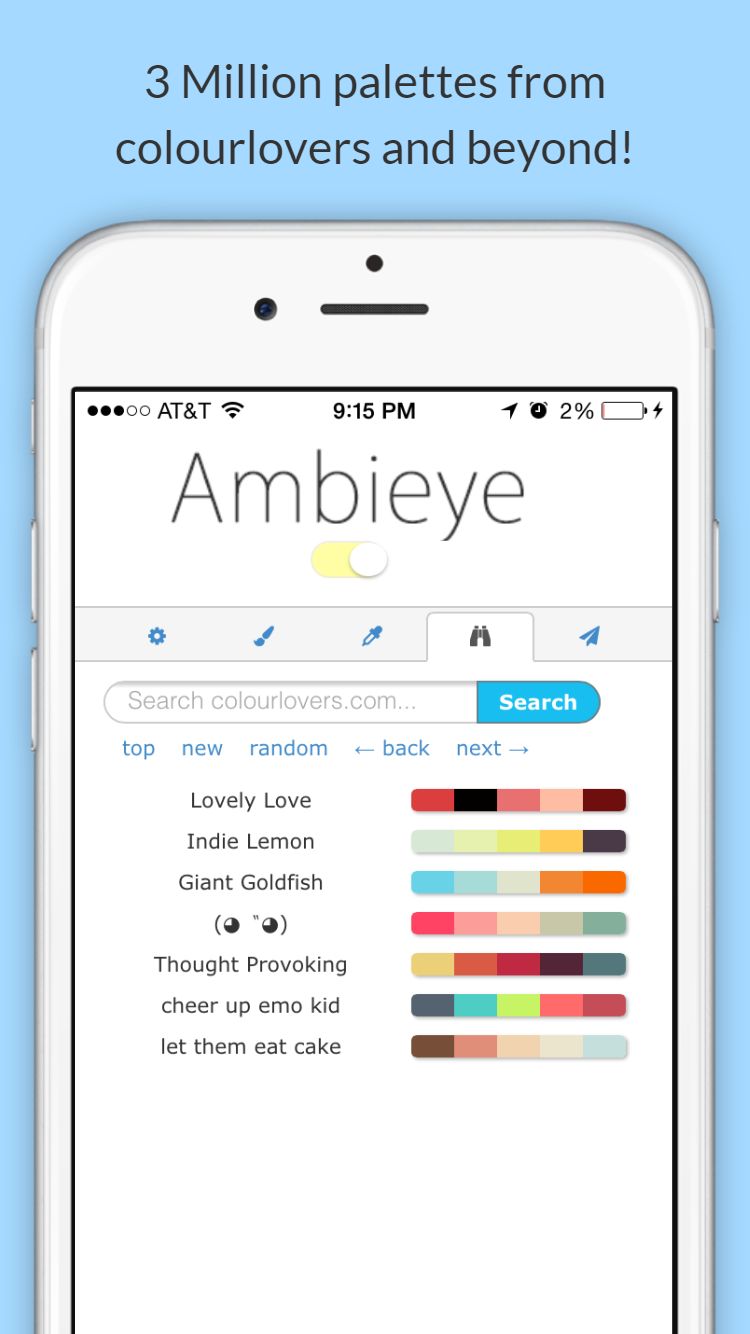 3 Million palettes from
colourlovers and beyond!
AT&T 9:15 PM 2%
Ambieye
Search colourlovers.com... Search
top new random ← back next →
Lovely Love
Indie Lemon
Giant Goldfish
(◕ ‟◕)
Thought Provoking
cheer up emo kid
let them eat cake